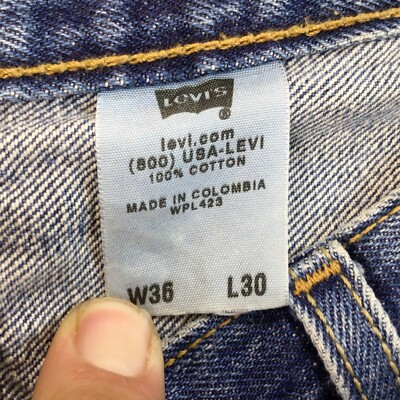 LEVI'S
®
levi.com
(800) USA-LEVI
100% COTTON
MADE IN COLOMBIA
WPL423
W36 L30